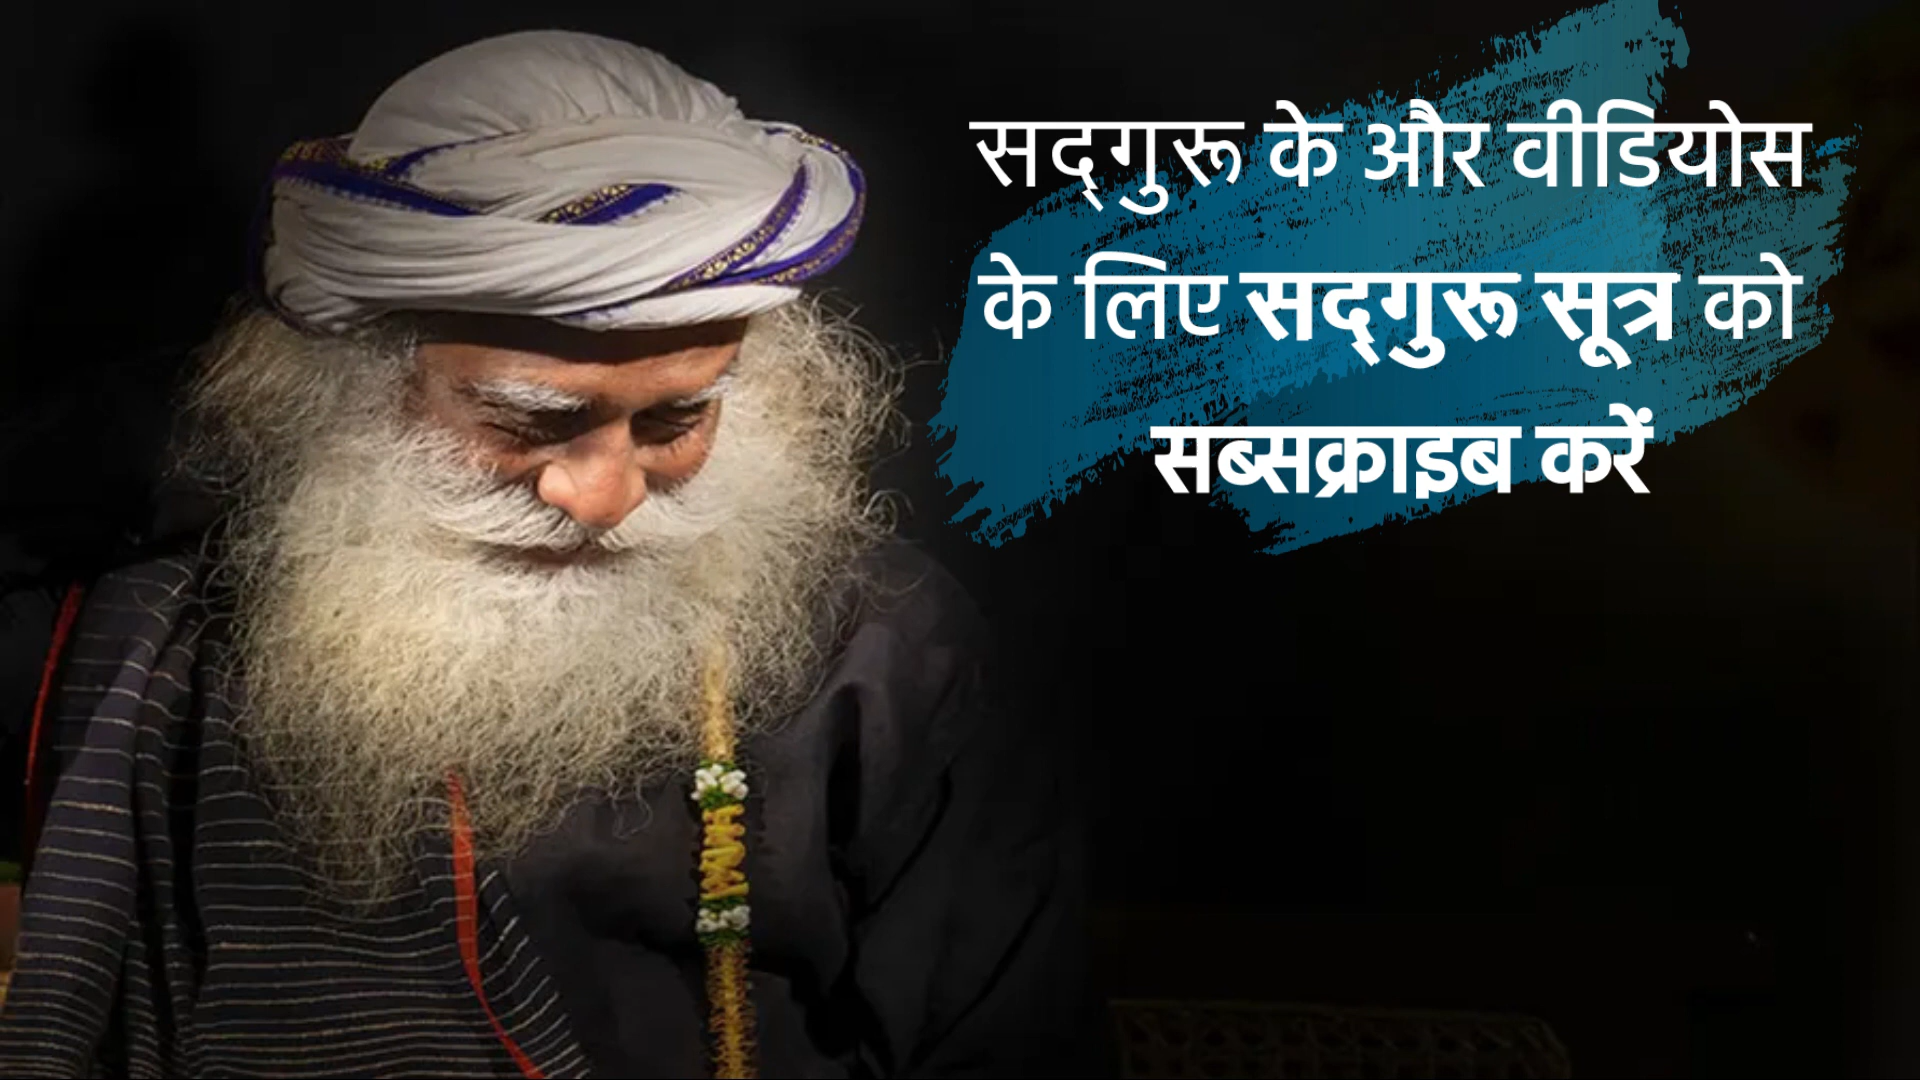 सद्गुरू के और वीडियोस
के लिए सद्गुरू सूत्र को
सब्सक्राइब करें